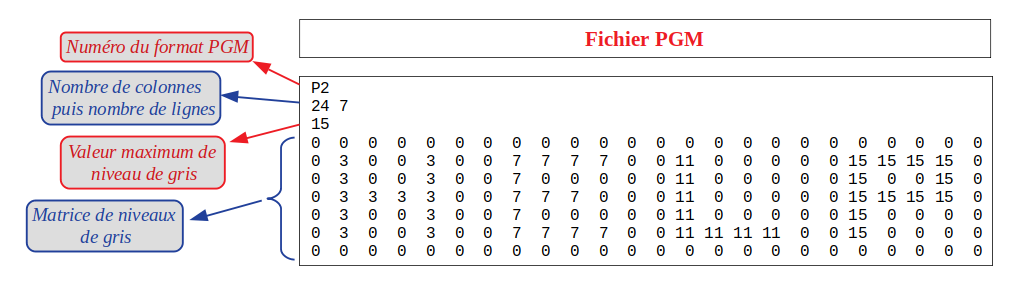 Fichier PGM
Numéro du format PGM
Nombre de colonnes
puis nombre de lignes
Valeur maximum de
niveau de gris
Matrice de niveaux
de gris
P2
24 7
15
0 0 0 0 0 0 0 0 0 0 0 0 0 0 0 0 0 0 0 0 0 0 0 0
0 3 0 0 3 0 0 7 7 7 7 0 0 11 0 0 0 0 0 15 15 15 15 0
0 3 0 0 3 0 0 7 0 0 0 0 0 11 0 0 0 0 0 15 0 0 15 0
0 3 3 3 3 0 0 7 7 7 0 0 0 11 0 0 0 0 0 15 15 15 15 0
0 3 0 0 3 0 0 7 0 0 0 0 0 11 0 0 0 0 0 15 0 0 0 0
0 3 0 0 3 0 0 7 7 7 7 0 0 11 11 11 11 0 0 15 0 0 0 0
0 0 0 0 0 0 0 0 0 0 0 0 0 0 0 0 0 0 0 0 0 0 0 0